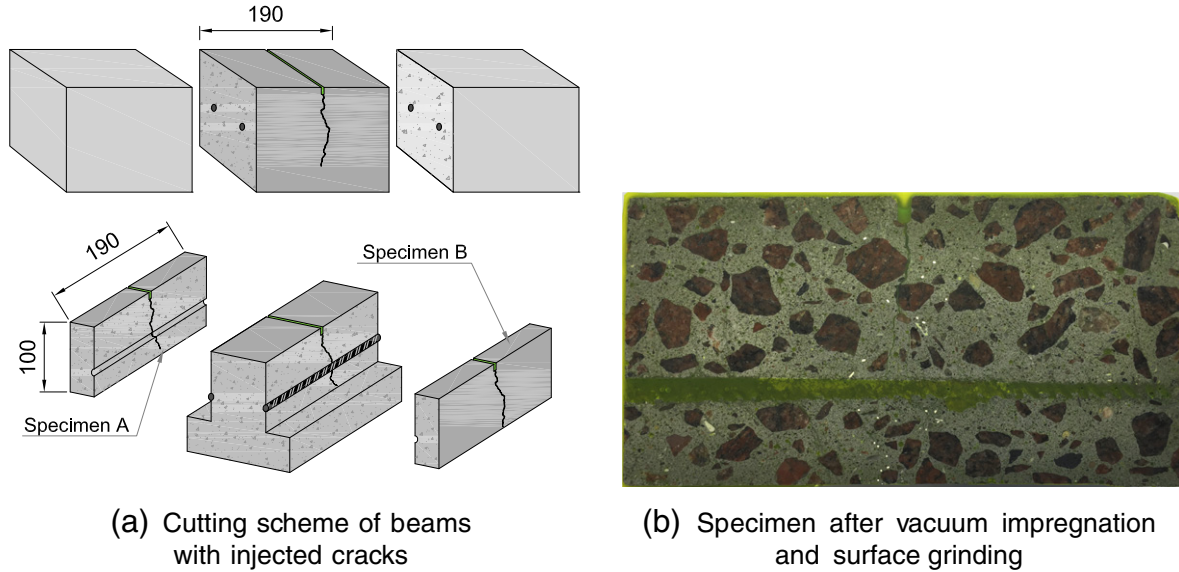 190
190
100
Specimen A
Specimen B
(a) Cutting scheme of beams
with injected cracks
(b) Specimen after vacuum impregnation
and surface grinding